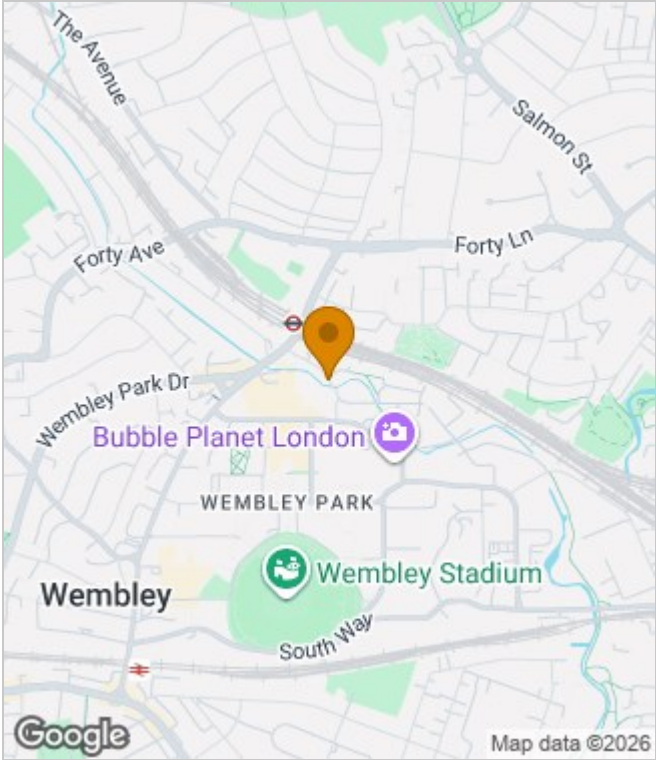 The Avenue
Salmon St
Forty Ave
Forty Ln
Wembley Park Dr
Bubble Planet London
WEMBLEY PARK
Wembley Stadium
Wembley
South Way
Google
Map data ©2026